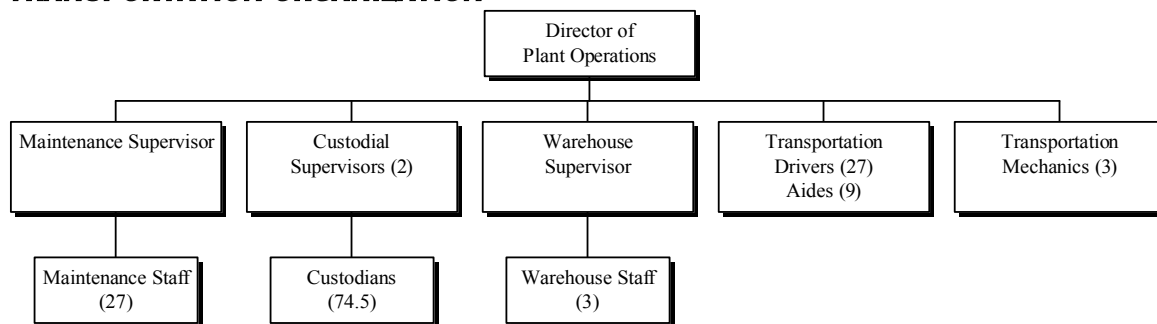 Director of
Plant Operations
Maintenance Supervisor
Custodial
Supervisors (2)
Warehouse
Supervisor
Transportation
Drivers (27)
Aides (9)
Transportation
Mechanics (3)
Maintenance Staff
(27)
Custodians
(74.5)
Warehouse Staff
(3)